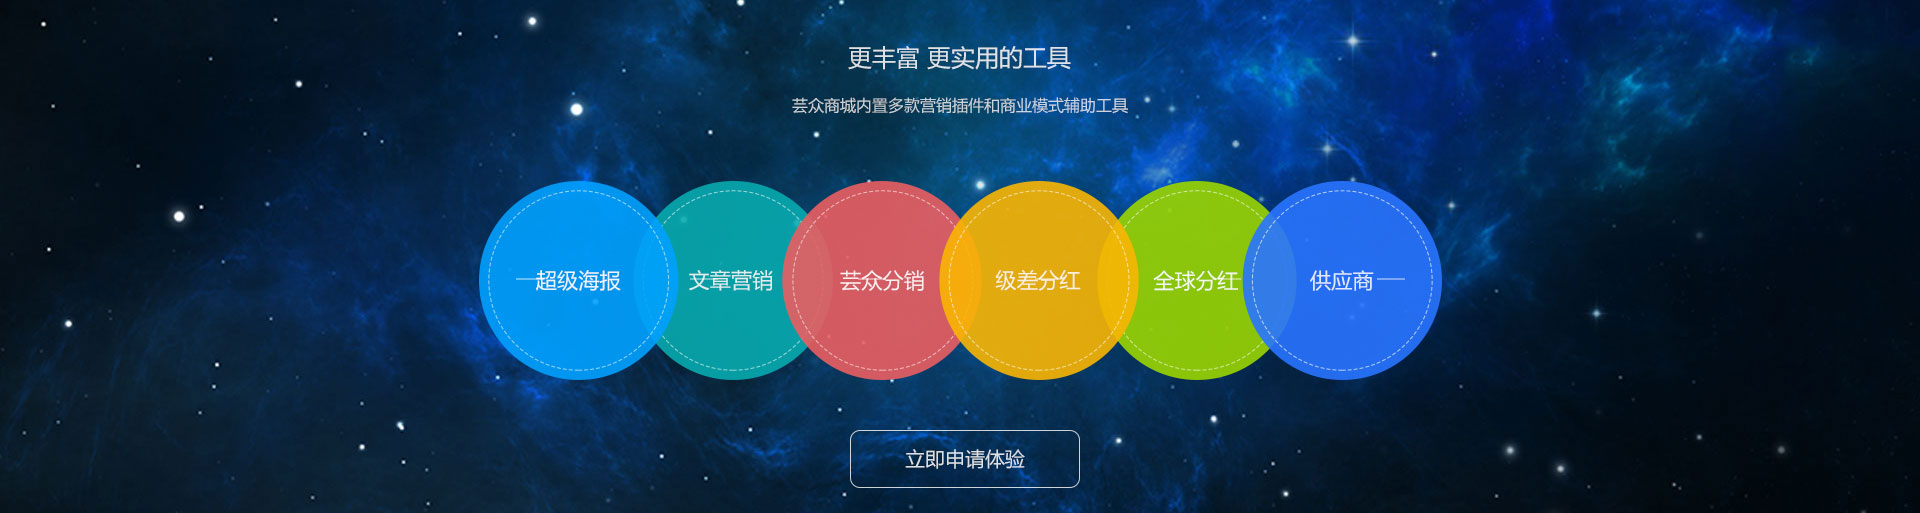 更丰富 更实用的工具
芸众商城内置多款营销插件和商业模式辅助工具
超级海报
文章营销
芸众分销
级差分红
全球分红
供应商
立即申请体验